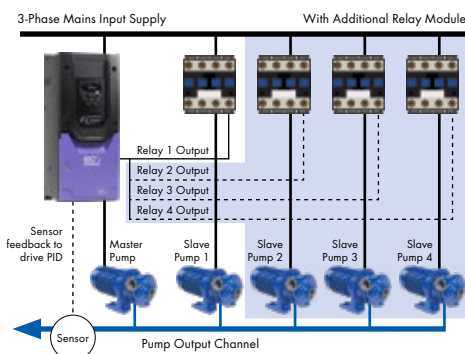 3-Phase Mains Input Supply
With Additional Relay Module
Relay 1 Output
Relay 2 Output
Relay 3 Output
Relay 4 Output
Sensor
feedback to
drive PID
Master
Pump
Slave
Pump 1
Slave
Pump 2
Slave
Pump 3
Slave
Pump 4
Sensor
Pump Output Channel